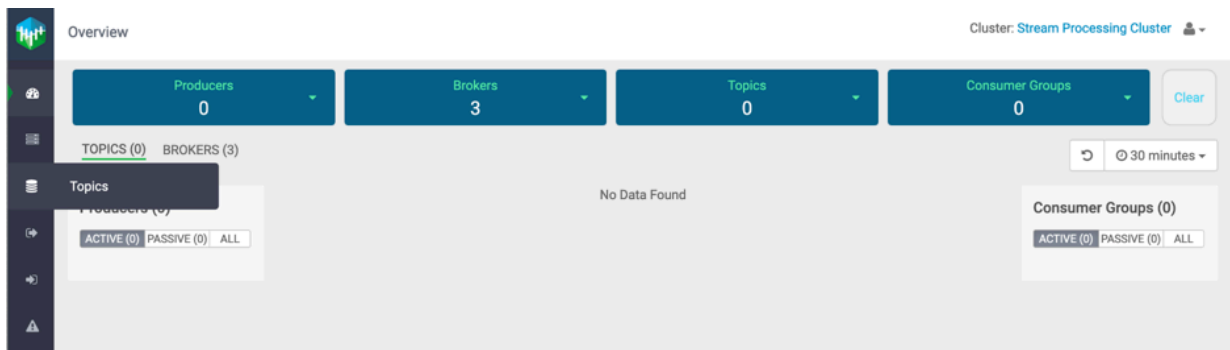 Overview
Cluster: Stream Processing Cluster
Producers
0
Brokers
3
Topics
0
Consumer Groups
0
Clear
TOPICS (0) BROKERS (3)
30 minutes
Topics
No Data Found
Producers (0)
ACTIVE (0) PASSIVE (0) ALL
Consumer Groups (0)
ACTIVE (0) PASSIVE (0) ALL